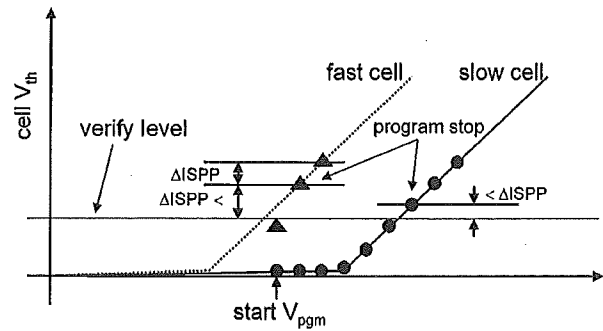 fast cell
slow cell
verify level
program stop
ΔISPP
ΔISPP <
< ΔISPP
cell Vth
start Vpgm